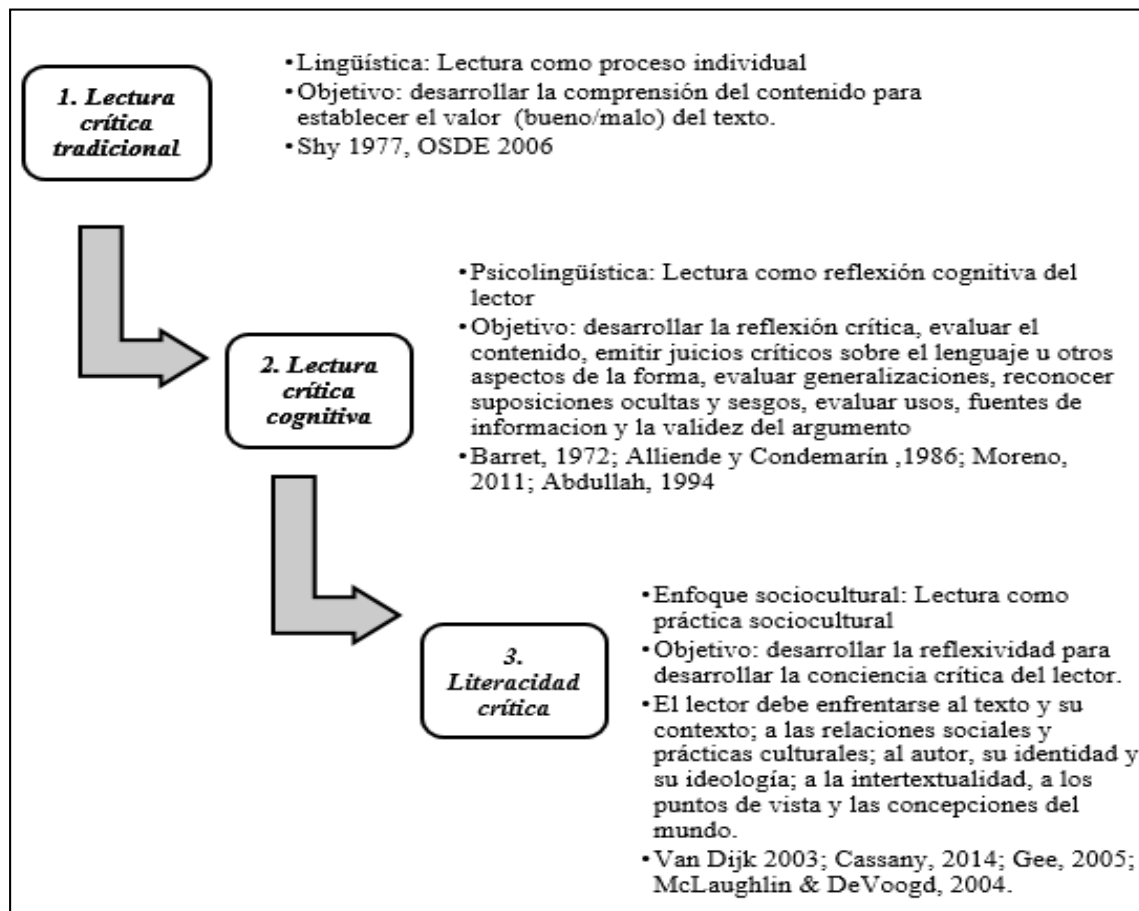 1. Lectura
crítica
tradicional
•Lingüística: Lectura como proceso individual
•Objetivo: desarrollar la comprensión del contenido para
establecer el valor (bueno/malo) del texto.
•Shy 1977, OSDE 2006
2. Lectura
crítica
cognitiva
•Psicolingüística: Lectura como reflexión cognitiva del
lector
•Objetivo: desarrollar la reflexión crítica, evaluar el
contenido, emitir juicios críticos sobre el lenguaje u otros
aspectos de la forma, evaluar generalizaciones, reconocer
suposiciones ocultas y sesgos, evaluar usos, fuentes de
informacion y la validez del argumento
•Barret, 1972; Alliende y Condemarín ,1986; Moreno,
2011; Abdullah, 1994
3.
Literacidad
crítica
•Enfoque sociocultural: Lectura como
práctica sociocultural
•Objetivo: desarrollar la reflexividad para
desarrollar la conciencia crítica del lector.
•El lector debe enfrentarse al texto y su
contexto; a las relaciones sociales y
prácticas culturales; al autor, su identidad y
su ideología; a la intertextualidad, a los
puntos de vista y las concepciones del
mundo.
•Van Dijk 2003; Cassany, 2014; Gee, 2005;
McLaughlin & DeVoogd, 2004.